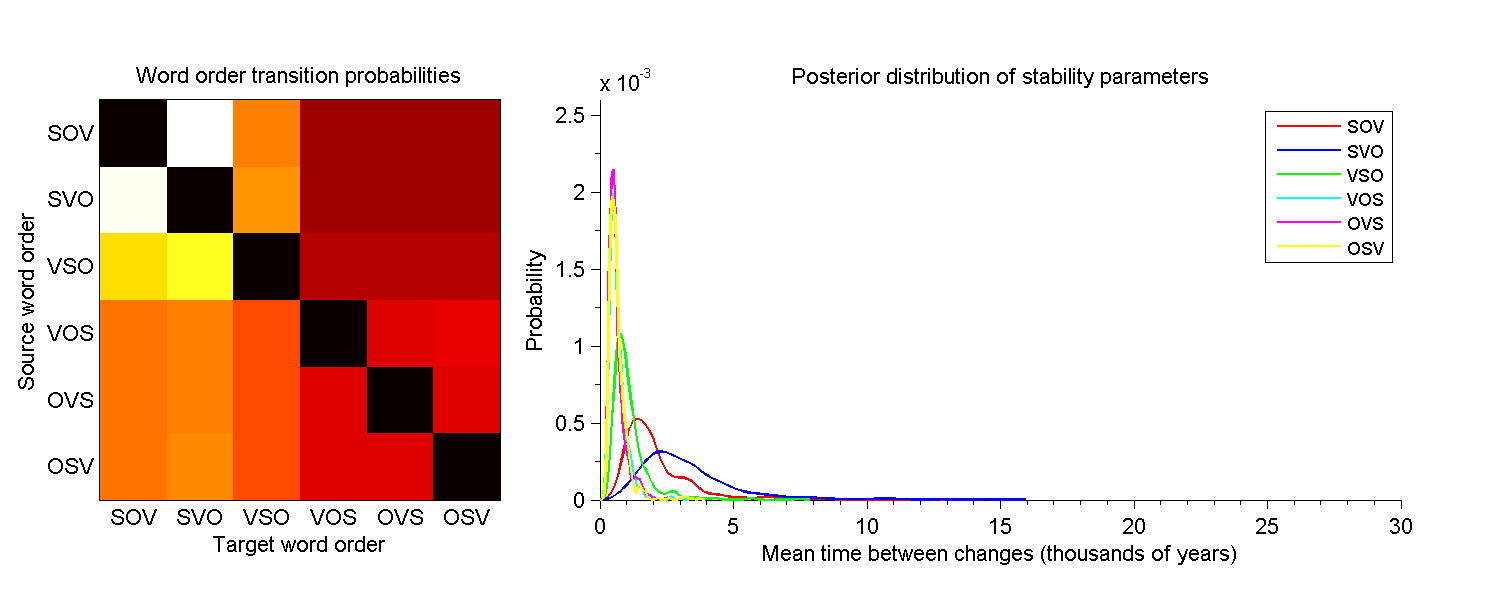 Word order transition probabilities
SOV
SVO
VSO
VOS
OVS
OSV
Source word order
SOV SVO VSO VOS OVS OSV
Target word order
Posterior distribution of stability parameters
x 10-3
2.5
2
1.5
1
0.5
0
Probability
0 5 10 15 20 25 30
Mean time between changes (thousands of years)
SOV
SVO
VSO
VOS
OVS
OSV